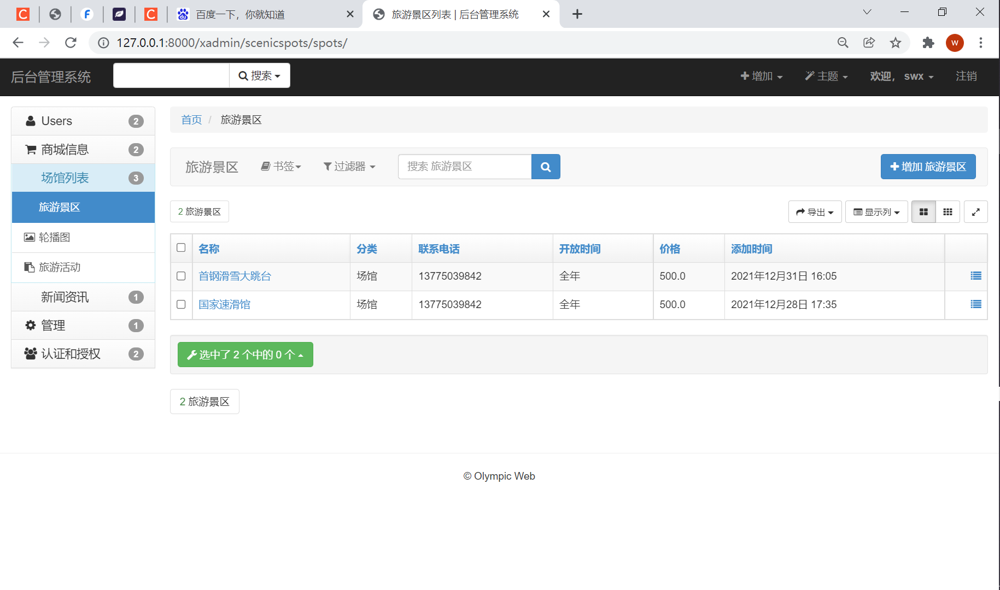 百度一下，你就知道
旅游景区列表 | 后台管理系统
127.0.0.1:8000/xadmin/scenicspots/spots/
W
后台管理系统
搜索
增加
主题
欢迎， swx
注销
Users 2
商城信息 2
场馆列表 3
旅游景区
轮播图
旅游活动
新闻资讯 1
管理 1
认证和授权 2
首页 / 旅游景区
旅游景区 书签 过滤器 搜索 旅游景区 增加 旅游景区
2 旅游景区
导出 显示列
名称 分类 联系电话 开放时间 价格 添加时间
首钢滑雪大跳台 场馆 13775039842 全年 500.0 2021年12月31日 16:05
国家速滑馆 场馆 13775039842 全年 500.0 2021年12月28日 17:35
选中了 2 个中的 0 个
2 旅游景区
© Olympic Web